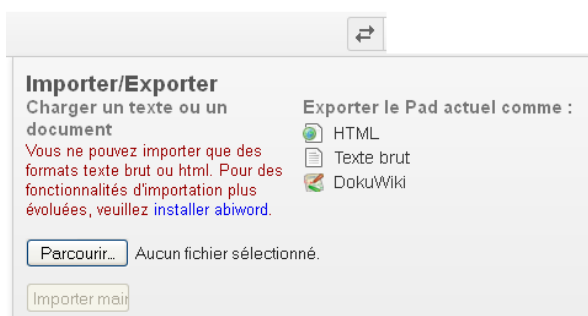 Importer/Exporter
Charger un texte ou un
document
Vous ne pouvez importer que des
formats texte brut ou html. Pour des
fonctionnalités d'importation plus
évoluées, veuillez installer abiword.
Parcourir... Aucun fichier sélectionné.
Importer mair
Exporter le Pad actuel comme :
HTML
Texte brut
DokuWiki